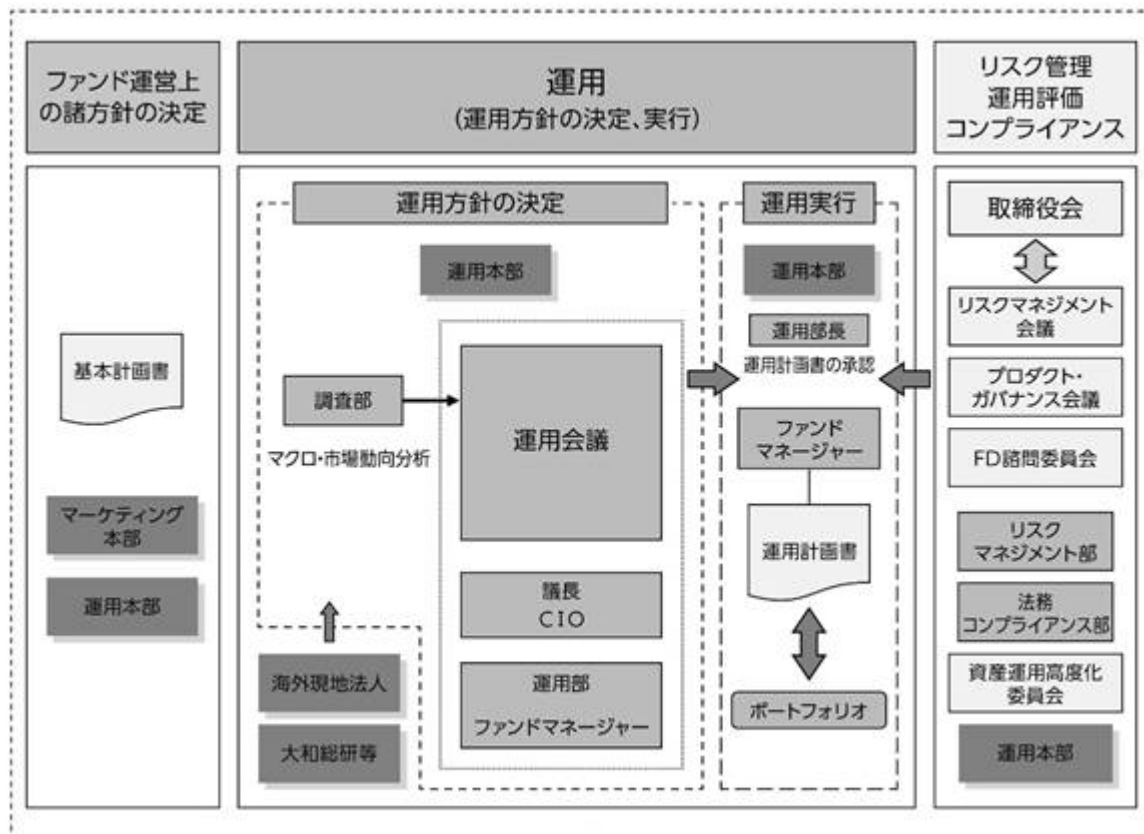 ファンド運営上
の諸方針の決定
運用
(運用方針の決定、実行)
リスク管理
運用評価
コンプライアンス
基本計画書
マーケティング
本部
運用本部
運用方針の決定
運用本部
調査部
マクロ・市場動向分析
運用会議
議長
CIO
運用部
ファンドマネージャー
海外現地法人
大和総研等
運用実行
運用本部
運用部長
運用計画書の承認
ファンド
マネージャー
運用計画書
ポートフォリオ
取締役会
リスクマネジメント
会議
プロダクト・
ガバナンス会議
FD諮問委員会
リスク
マネジメント部
法務
コンプライアンス部
資産運用高度化
委員会
運用本部